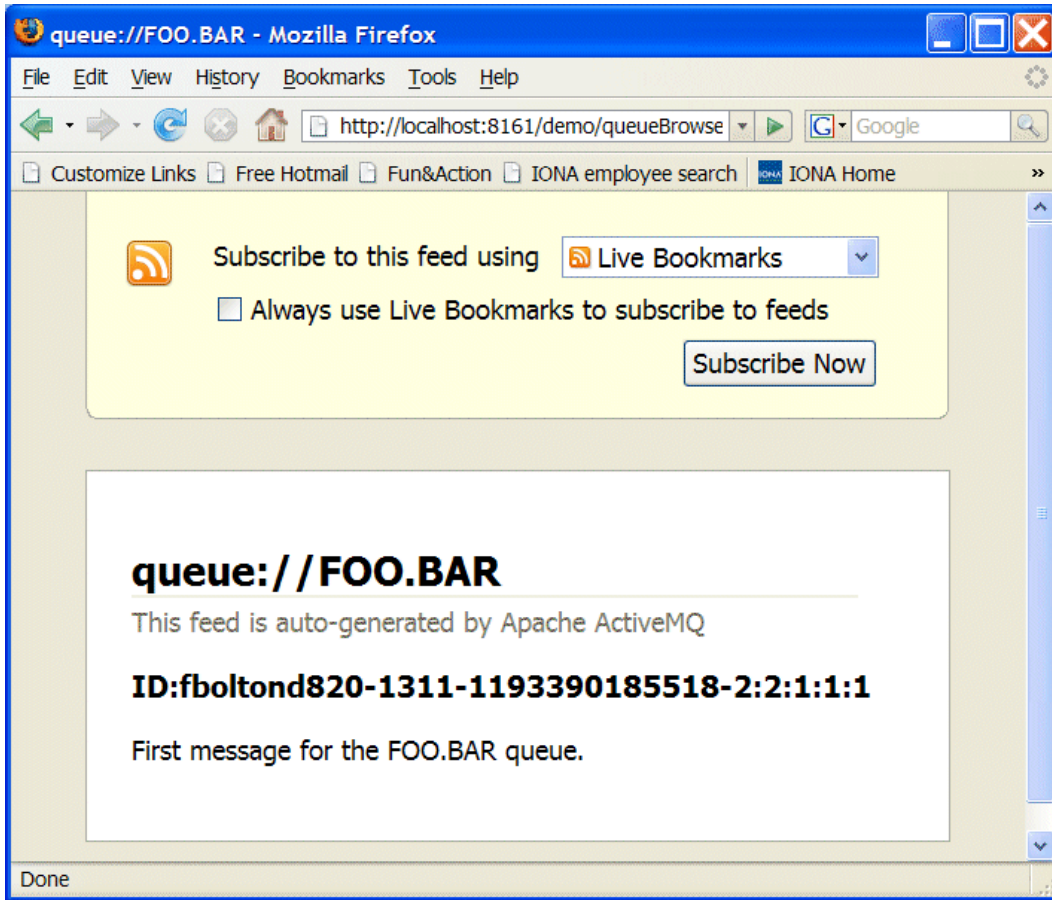 queue://FOO.BAR - Mozilla Firefox
File Edit View History Bookmarks Tools Help
http://localhost:8161/demo/queueBrowse G Google
Customize Links Free Hotmail Fun&Action IONA employee search IONA IONA Home »
Subscribe to this feed using Live Bookmarks
Always use Live Bookmarks to subscribe to feeds
Subscribe Now
queue://FOO.BAR
This feed is auto-generated by Apache ActiveMQ
ID:fboltond820-1311-1193390185518-2:2:1:1:1
First message for the FOO.BAR queue.
Done